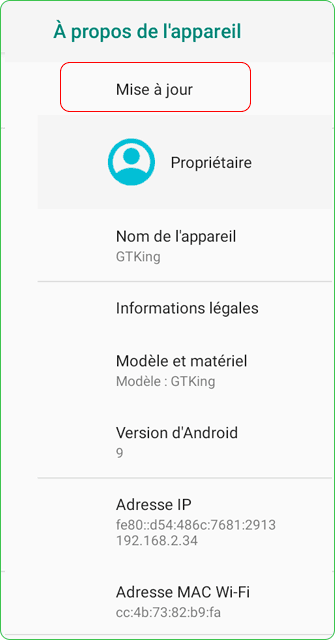 À propos de l'appareil
Mise à jour
Propriétaire
Nom de l'appareil
GTKing
Informations légales
Modèle et matériel
Modèle : GTKing
Version d'Android
9
Adresse IP
fe80::d54:486c:7681:2913
192.168.2.34
Adresse MAC Wi-Fi
cc:4b:73:82:b9:fa